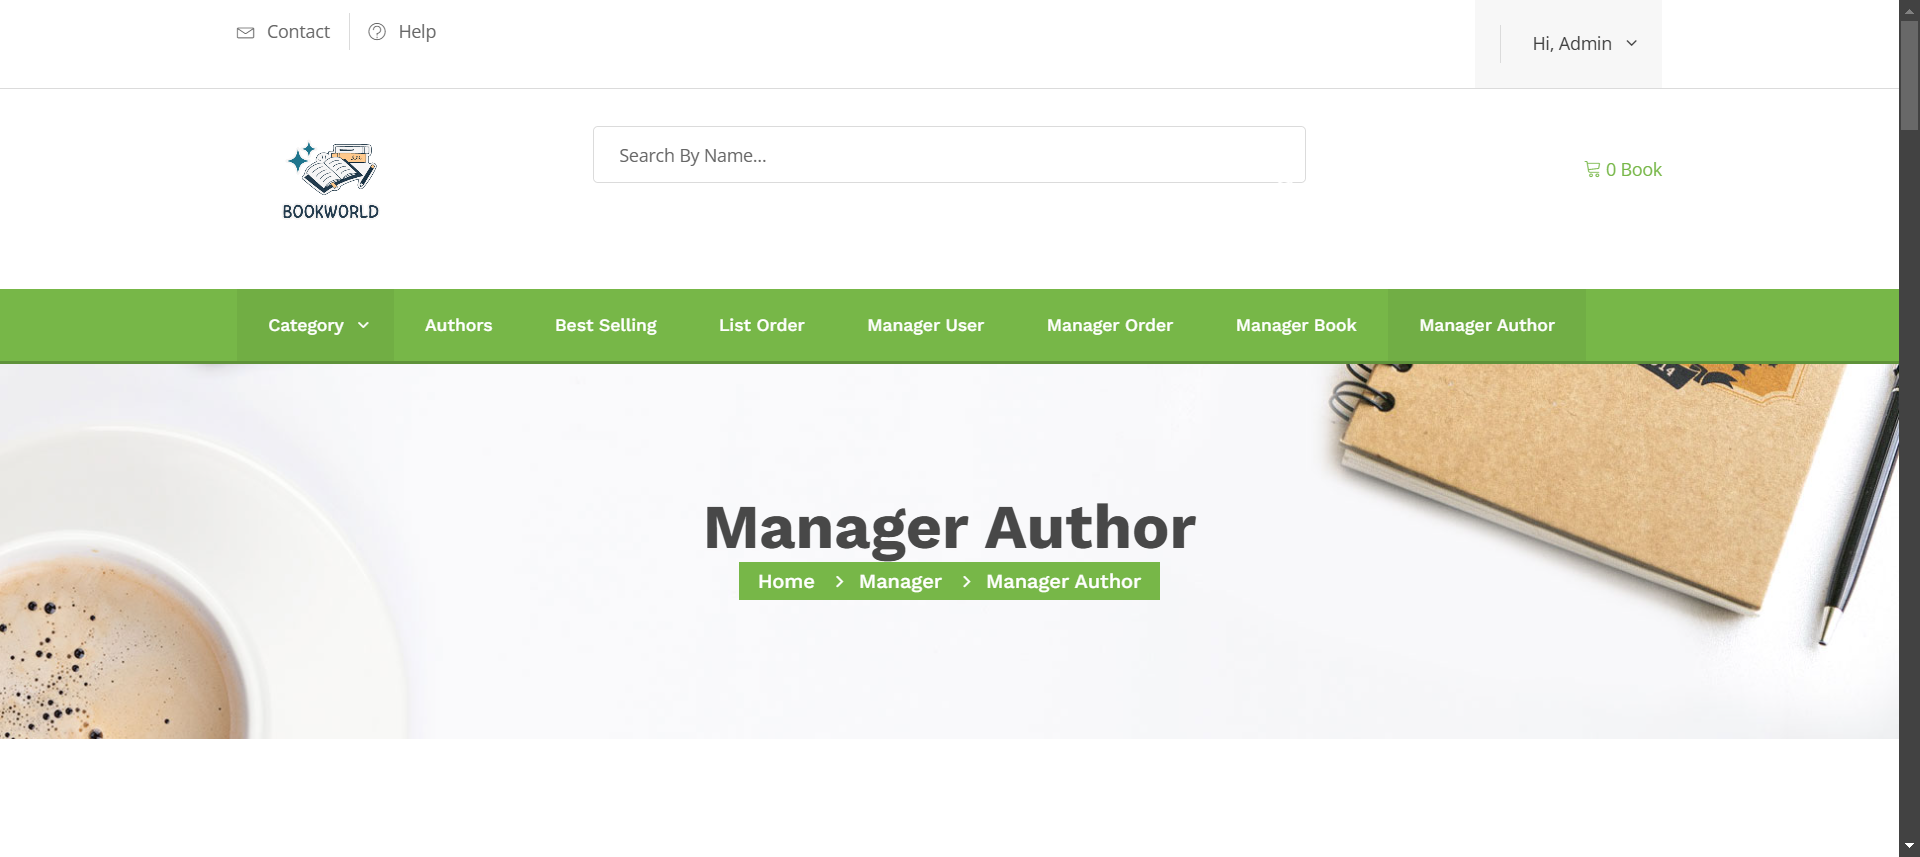 Contact
Help
Hi, Admin
Search By Name...
BOOKWORLD
0 Book
Category
Authors
Best Selling
List Order
Manager User
Manager Order
Manager Book
Manager Author
Manager Author
Home
Manager
Manager Author